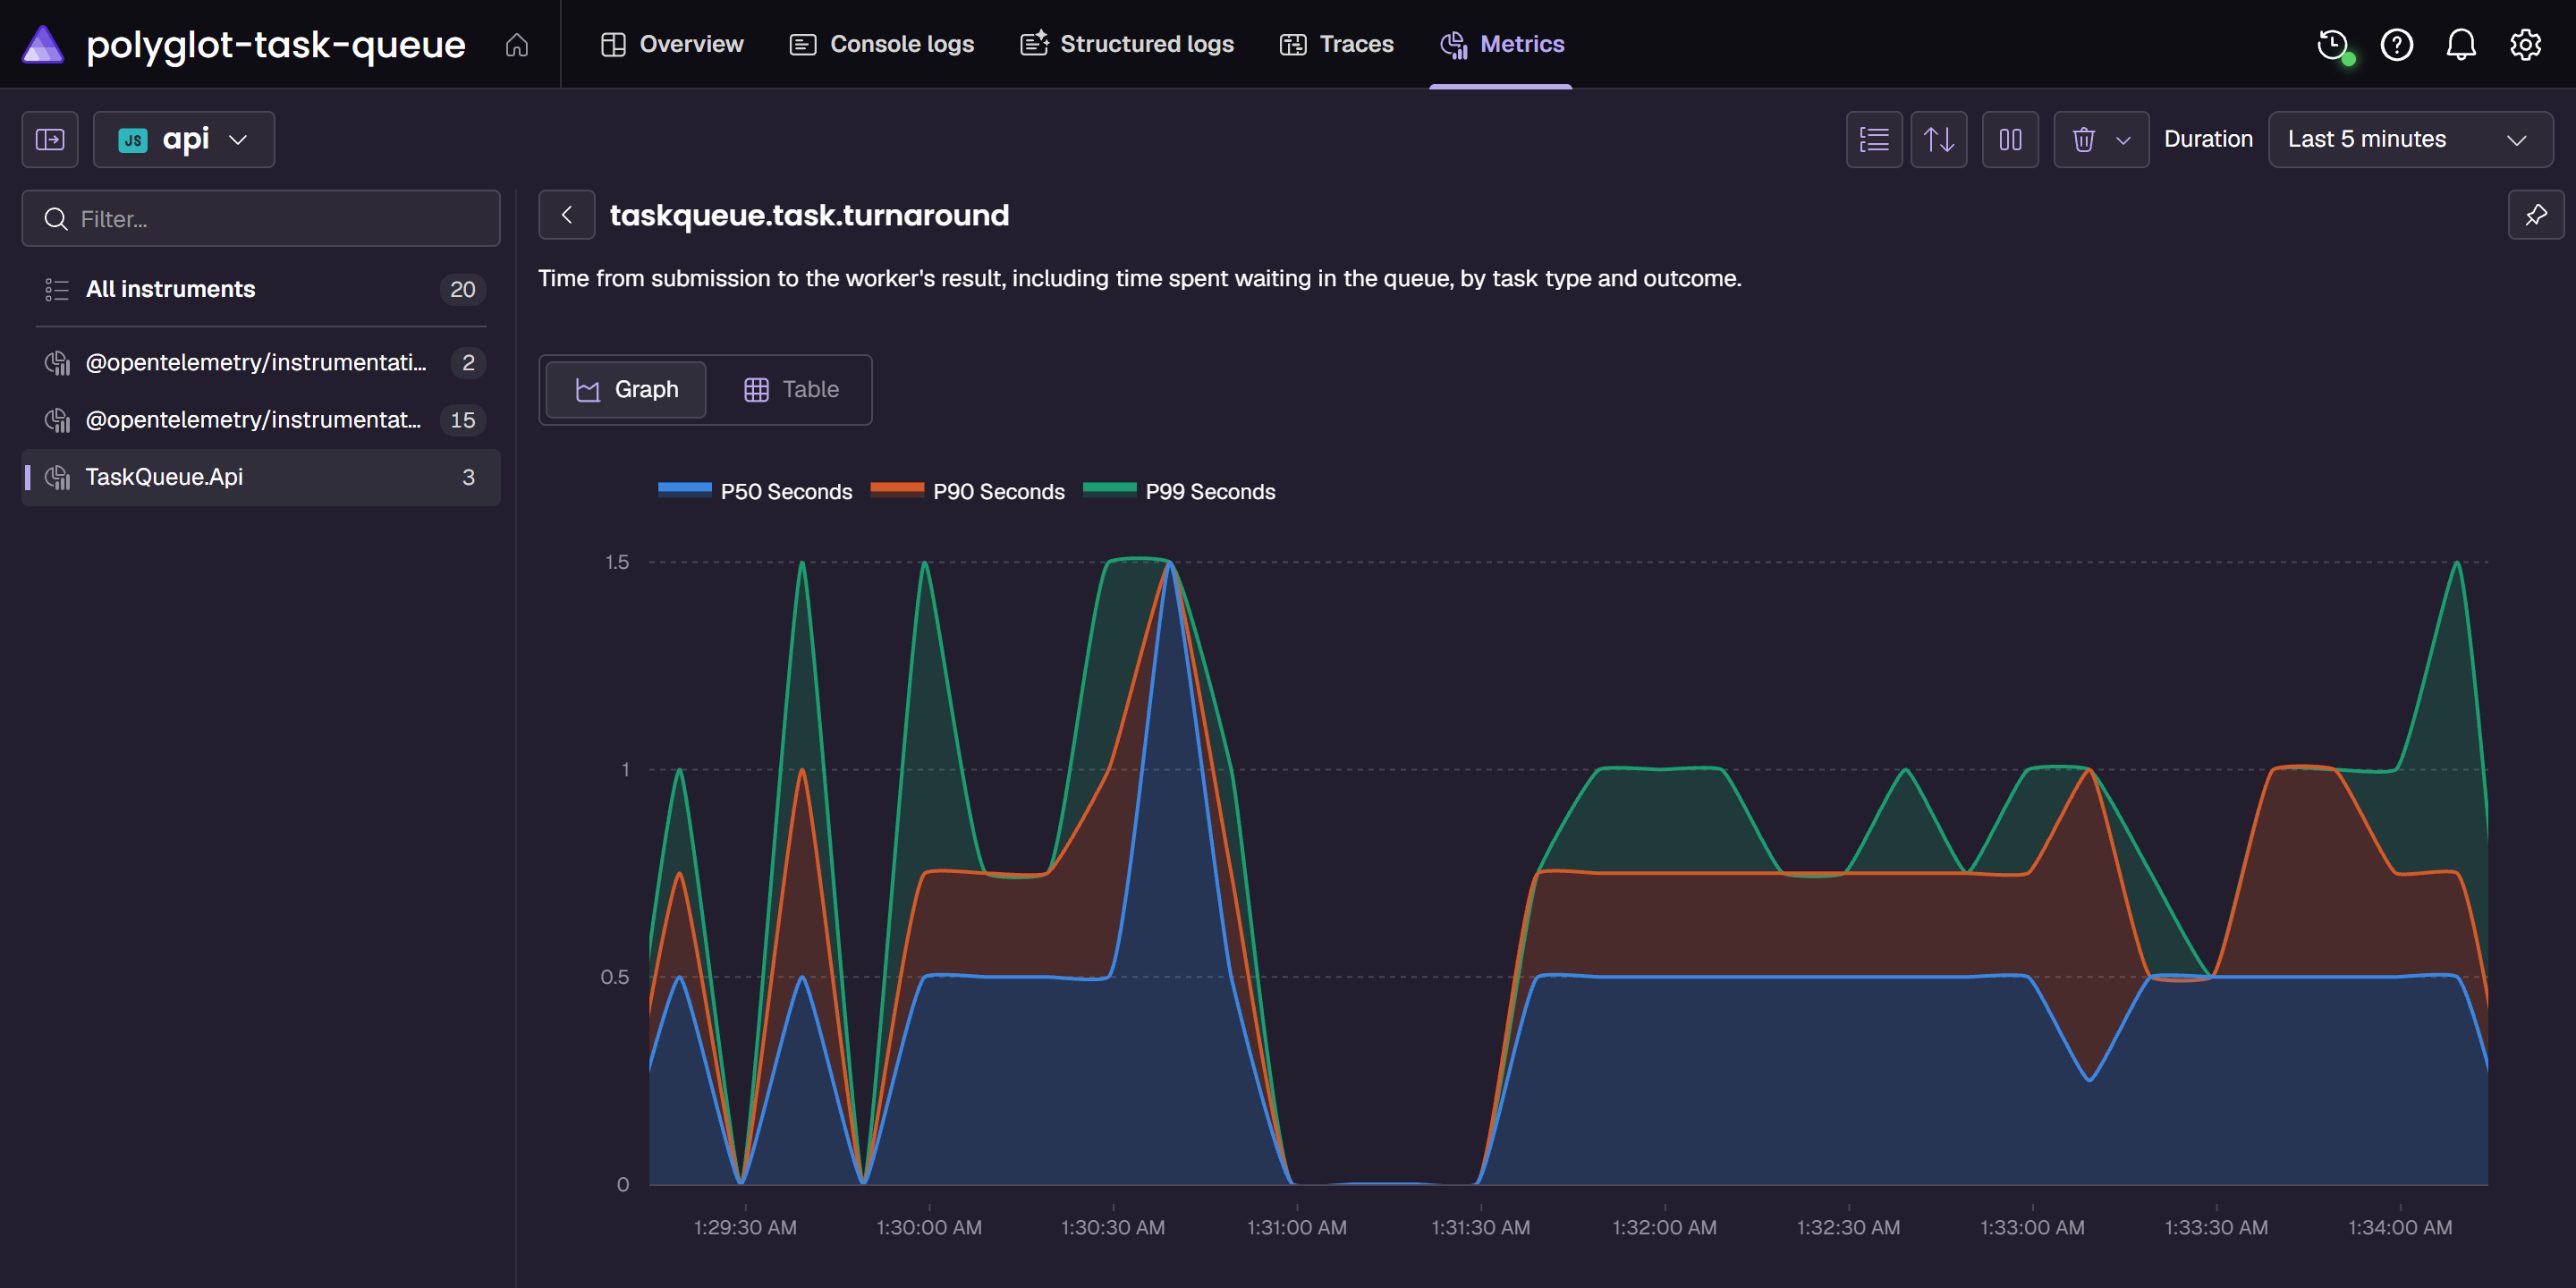 polyglot-task-queue
Overview
Console logs
Structured logs
Traces
Metrics
JS api
Duration
Last 5 minutes
Filter...
All instruments 20
@opentelemetry/instrumentati... 2
@opentelemetry/instrumentat... 15
TaskQueue.Api 3
taskqueue.task.turnaround
Time from submission to the worker's result, including time spent waiting in the queue, by task type and outcome.
Graph
Table
P50 Seconds
P90 Seconds
P99 Seconds
1.5
1
0.5
0
1:29:30 AM
1:30:00 AM
1:30:30 AM
1:31:00 AM
1:31:30 AM
1:32:00 AM
1:32:30 AM
1:33:00 AM
1:33:30 AM
1:34:00 AM